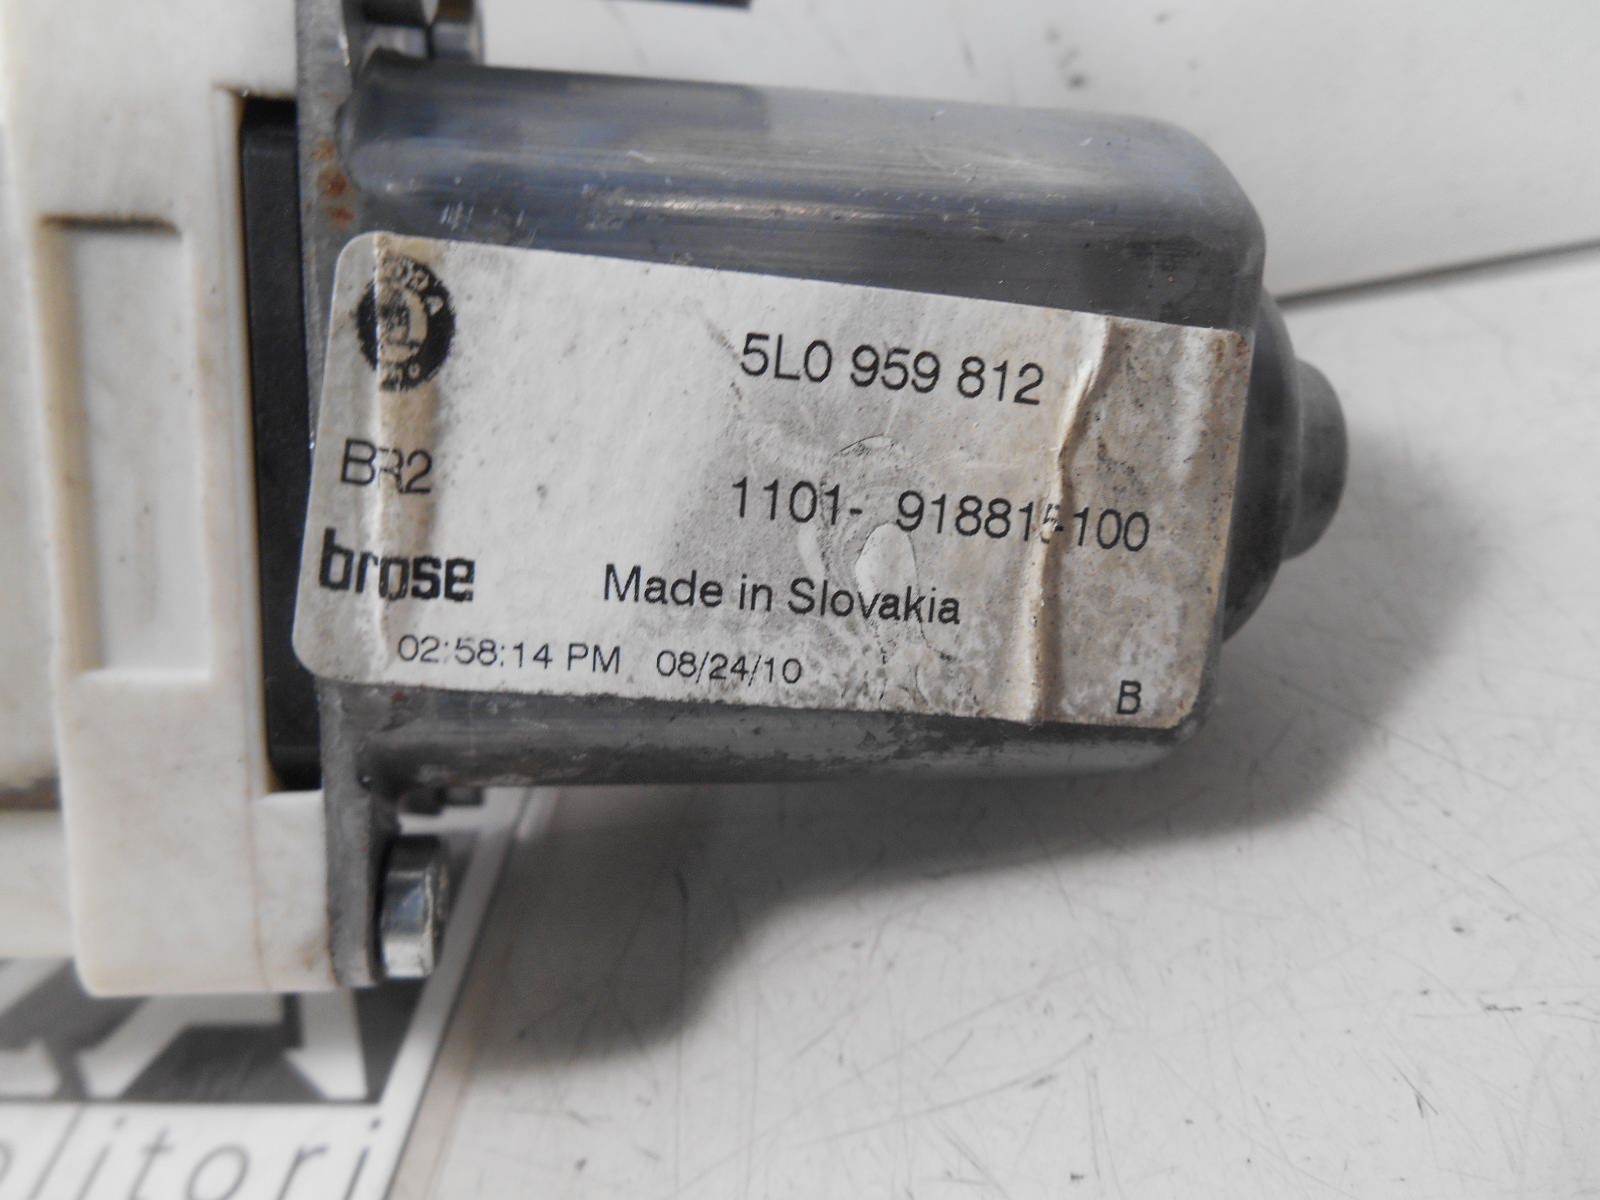 5L0 959 812
BR2
1101- 918815-100
brose
Made in Slovakia
02:58:14 PM 08/24/10
B